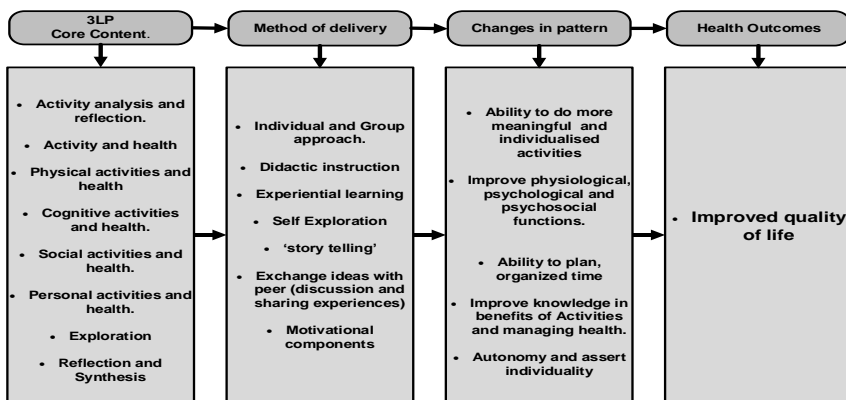 3LP
Core Content.
Method of delivery
Changes in pattern
Health Outcomes
• Activity analysis and
reflection.
• Activity and health
• Physical activities and
health
• Cognitive activities
and health.
• Social activities and
health.
• Personal activities and
health.
• Exploration
• Reflection and
Synthesis
• Individual and Group
approach.
• Didactic instruction
• Experiential learning
• Self Exploration
• ‘story telling’
• Exchange ideas with
peer (discussion and
sharing experiences)
• Motivational
components
• Ability to do more
meaningful and
individualised
activities
• Improve physiological,
psychological and
psychosocial
functions.
• Ability to plan,
organized time
• Improve knowledge in
benefits of Activities
and managing health.
• Autonomy and assert
individuality
• Improved quality
of life